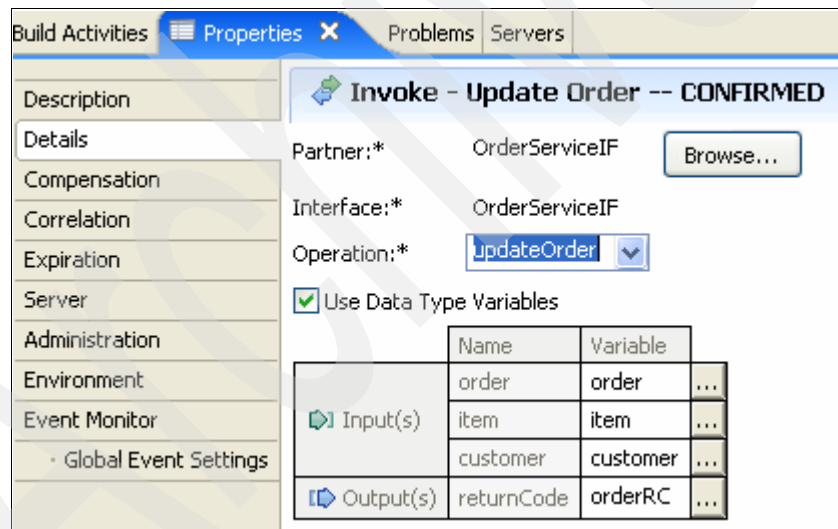 Build Activities Properties Problems Servers
Invoke - Update Order -- CONFIRMED
Description
Details
Compensation
Correlation
Expiration
Server
Administration
Environment
Event Monitor
· Global Event Settings
Partner:* OrderServiceIF Browse...
Interface:* OrderServiceIF
Operation:* updateOrder
Use Data Type Variables
Name Variable
Input(s) order order ...
item item ...
customer customer ...
Output(s) returnCode orderRC ...